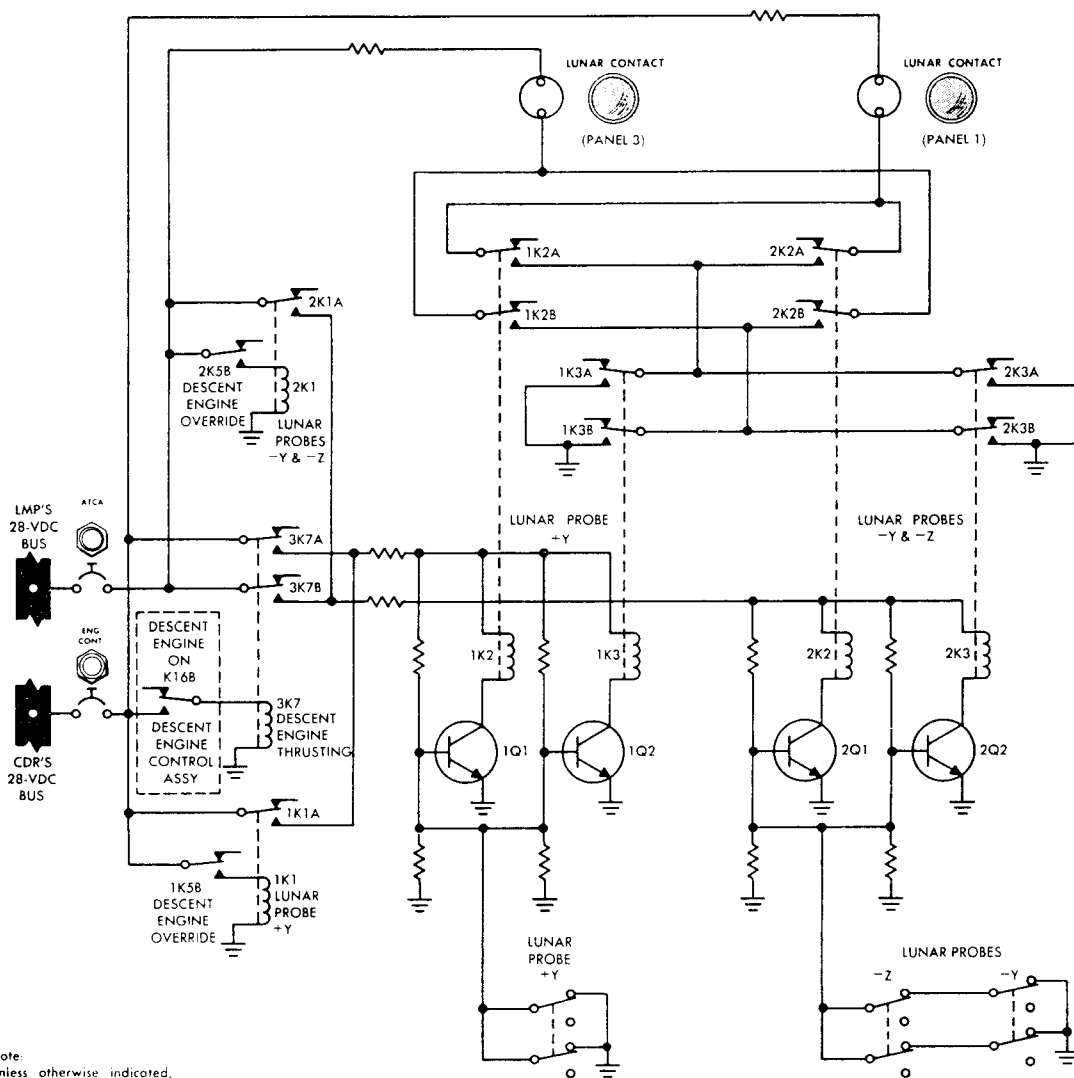 LUNAR CONTACT
(PANEL 3)
LUNAR CONTACT
(PANEL 1)
1K2A
2K2A
1K2B
2K2B
2K1A
2K5B
DESCENT
ENGINE
OVERRIDE
2K1
LUNAR
PROBES
−Y & −Z
1K3A
2K3A
1K3B
2K3B
LMP'S
28-VDC
BUS
ATCA
3K7A
3K7B
LUNAR PROBE
+Y
LUNAR PROBES
−Y & −Z
ENG
CONT
DESCENT
ENGINE
ON
K16B
DESCENT
ENGINE
CONTROL
ASSY
3K7
DESCENT
ENGINE
THRUSTING
CDR'S
28-VDC
BUS
1K2
1K3
2K2
2K3
1Q1
1Q2
2Q1
2Q2
1K1A
1K5B
DESCENT
ENGINE
OVERRIDE
1K1
LUNAR
PROBE
+Y
LUNAR
PROBE
+Y
LUNAR PROBES
−Z
−Y
ote:
nless otherwise indicated,